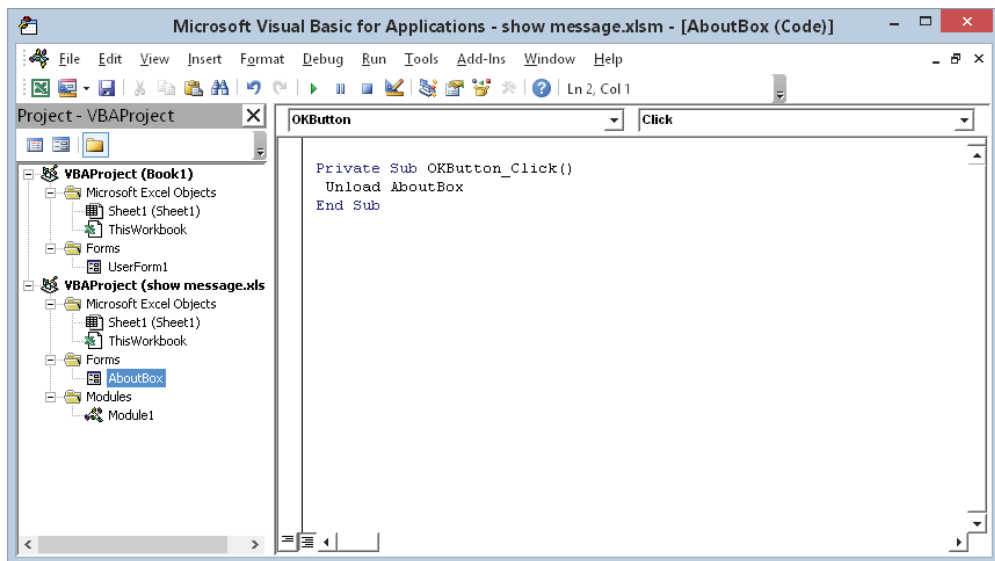 Microsoft Visual Basic for Applications - show message.xlsm - [AboutBox (Code)]
File Edit View Insert Format Debug Run Tools Add-Ins Window Help
Ln 2, Col 1
Project - VBAProject
VBAProject (Book1)
Microsoft Excel Objects
Sheet1 (Sheet1)
ThisWorkbook
Forms
UserForm1
VBAProject (show message.xls
Microsoft Excel Objects
Sheet1 (Sheet1)
ThisWorkbook
Forms
AboutBox
Modules
Module1
OKButton Click
Private Sub OKButton_Click()
Unload AboutBox
End Sub